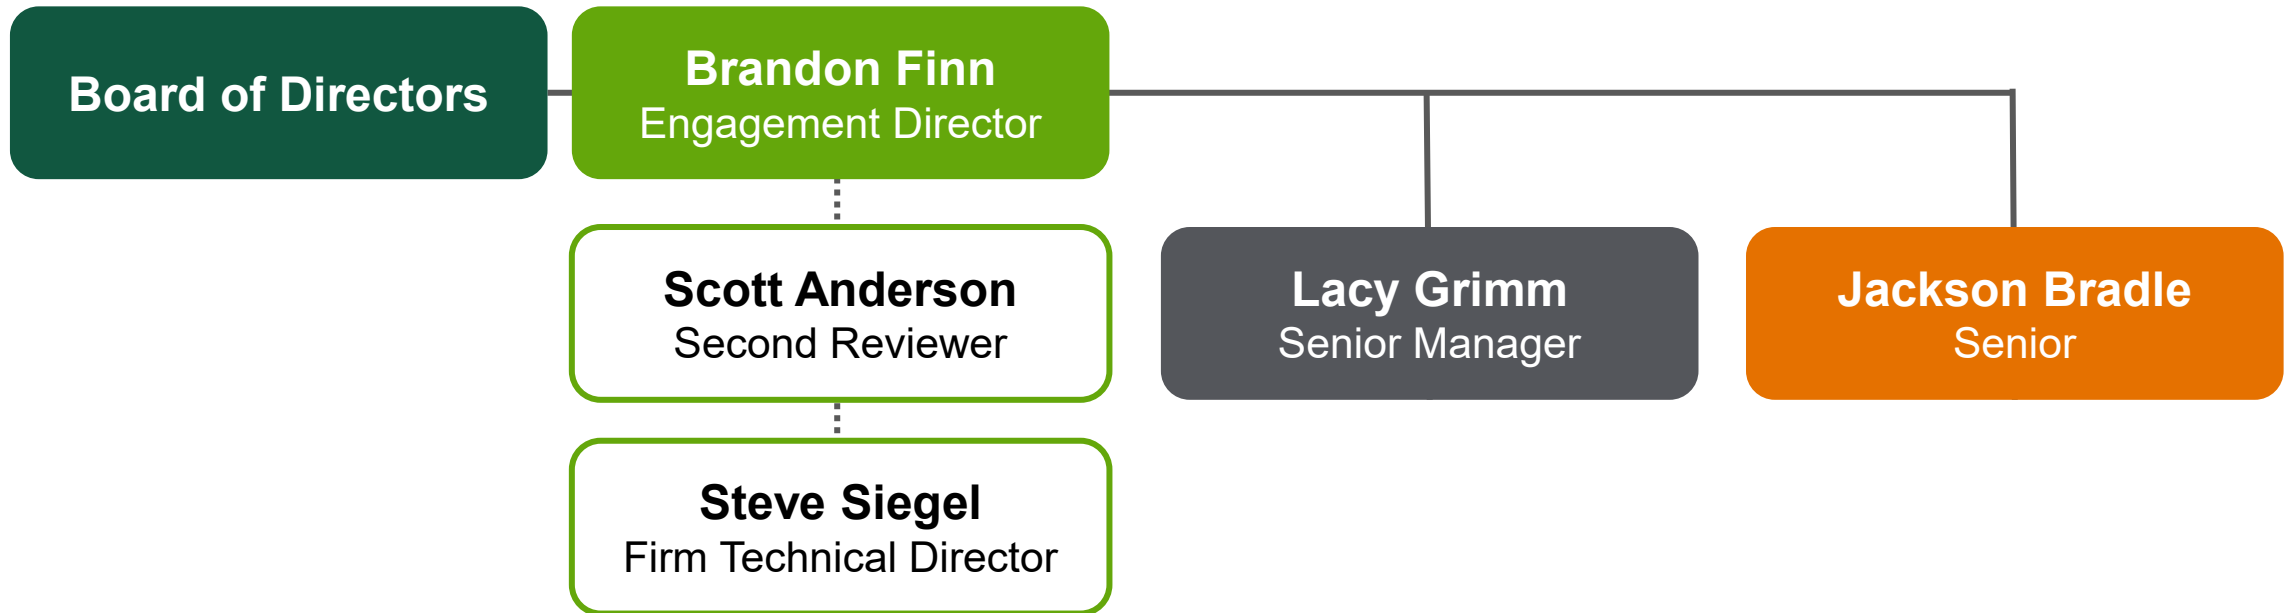 Board of Directors
Brandon Finn
Engagement Director
Scott Anderson
Second Reviewer
Lacy Grimm
Senior Manager
Jackson Bradle
Senior
Steve Siegel
Firm Technical Director